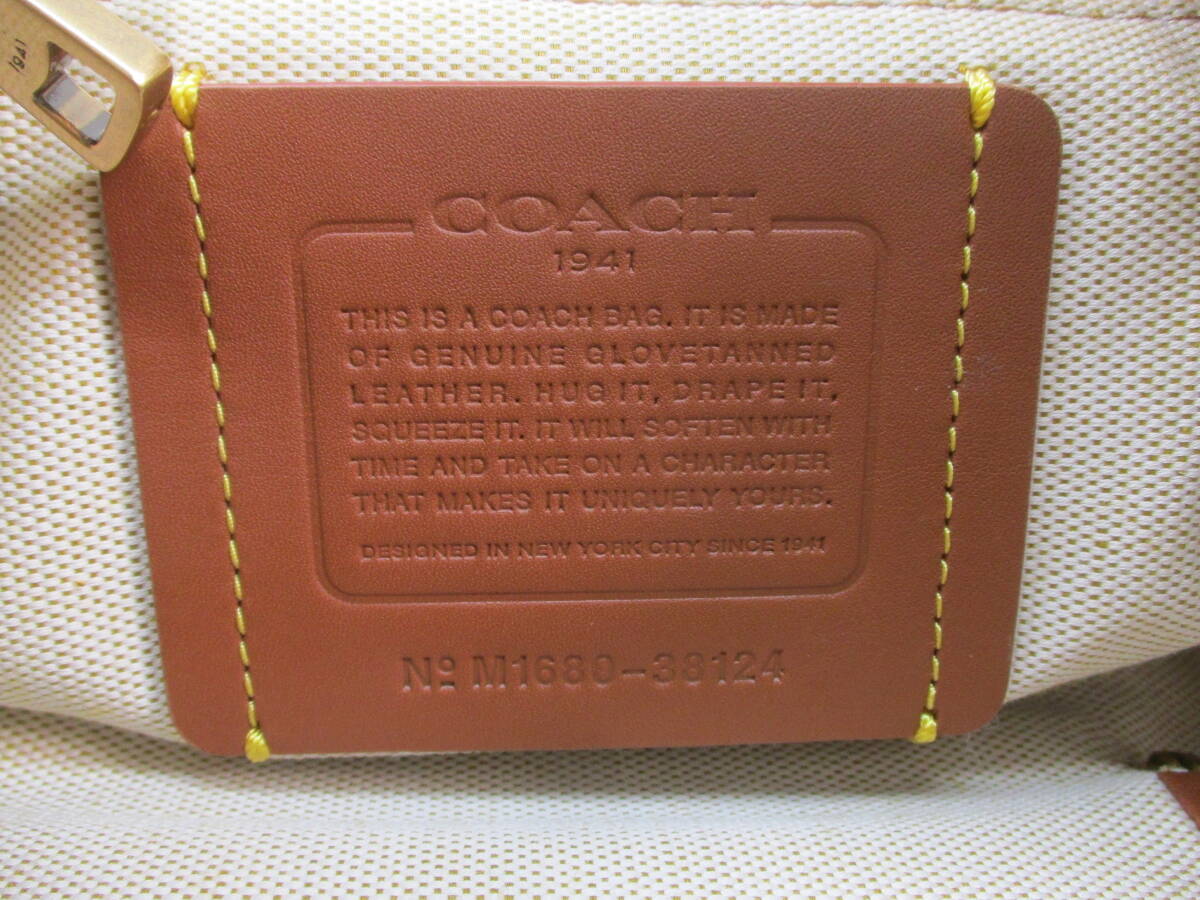 1941
COACH
1941
THIS IS A COACH BAG. IT IS MADE
OF GENUINE GLOVETANNED
LEATHER. HUG IT, DRAPE IT,
SQUEEZE IT. IT WILL SOFTEN WITH
TIME AND TAKE ON A CHARACTER
THAT MAKES IT UNIQUELY YOURS.
DESIGNED IN NEW YORK CITY SINCE 1941
Nº M1680-38124